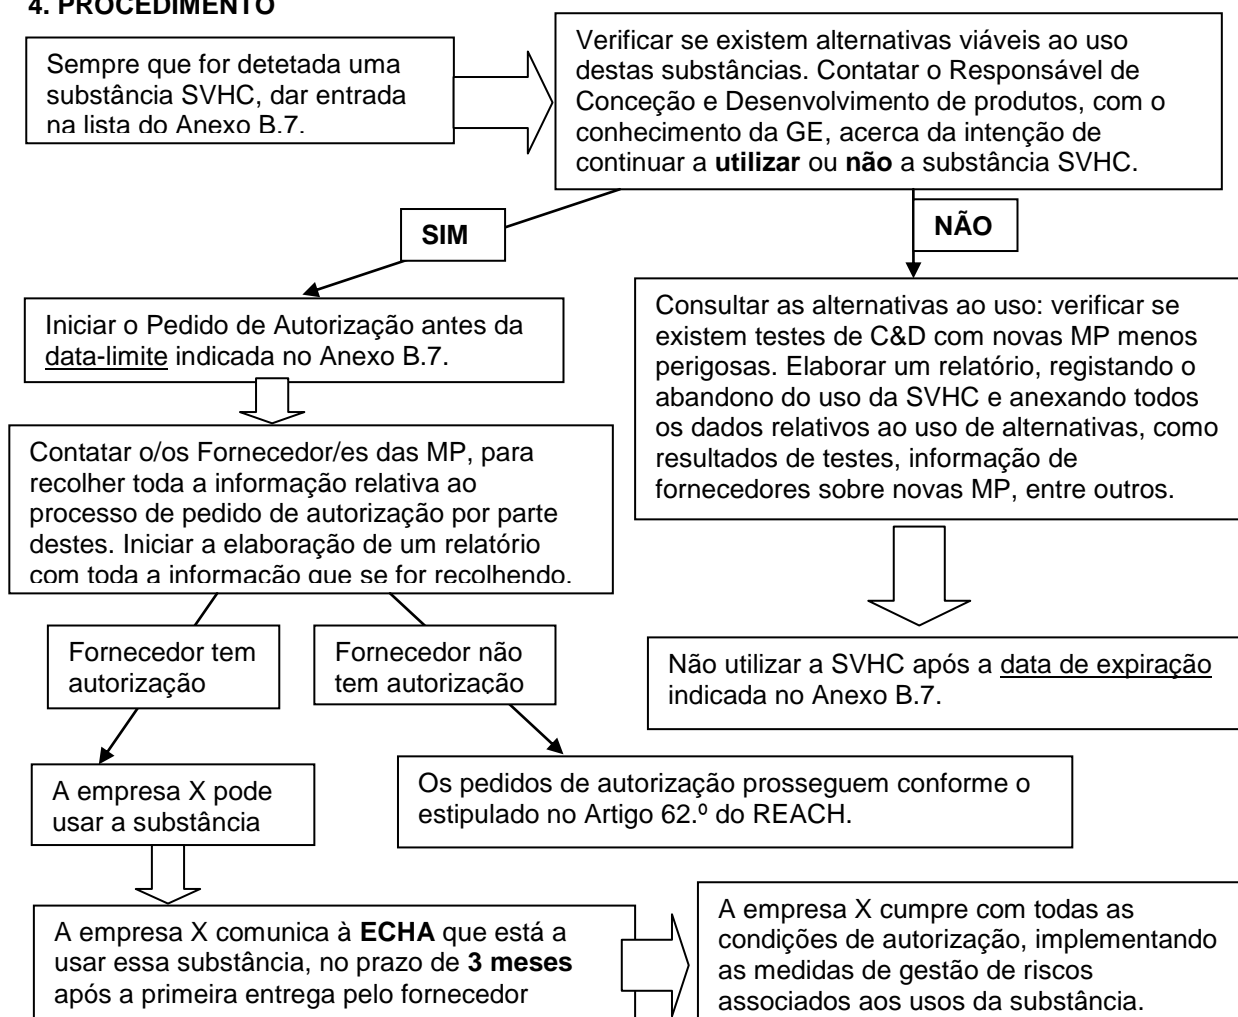 4. PROCEDIMENTO
Sempre que for detetada uma
substância SVHC, dar entrada
na lista do Anexo B.7.
Verificar se existem alternativas viáveis ao uso
destas substâncias. Contatar o Responsável de
Conceção e Desenvolvimento de produtos, com o
conhecimento da GE, acerca da intenção de
continuar a utilizar ou não a substância SVHC.
SIM
NÃO
Iniciar o Pedido de Autorização antes da
data-limite indicada no Anexo B.7.
Consultar as alternativas ao uso: verificar se
existem testes de C&D com novas MP menos
perigosas. Elaborar um relatório, registando o
abandono do uso da SVHC e anexando todos
os dados relativos ao uso de alternativas, como
resultados de testes, informação de
fornecedores sobre novas MP, entre outros.
Contatar o/os Fornecedor/es das MP, para
recolher toda a informação relativa ao
processo de pedido de autorização por parte
destes. Iniciar a elaboração de um relatório
com toda a informação que se for recolhendo.
Fornecedor tem
autorização
Fornecedor não
tem autorização
Não utilizar a SVHC após a data de expiração
indicada no Anexo B.7.
A empresa X pode
usar a substância
Os pedidos de autorização prosseguem conforme o
estipulado no Artigo 62.º do REACH.
A empresa X comunica à ECHA que está a
usar essa substância, no prazo de 3 meses
após a primeira entrega pelo fornecedor
A empresa X cumpre com todas as
condições de autorização, implementando
as medidas de gestão de riscos
associados aos usos da substância.